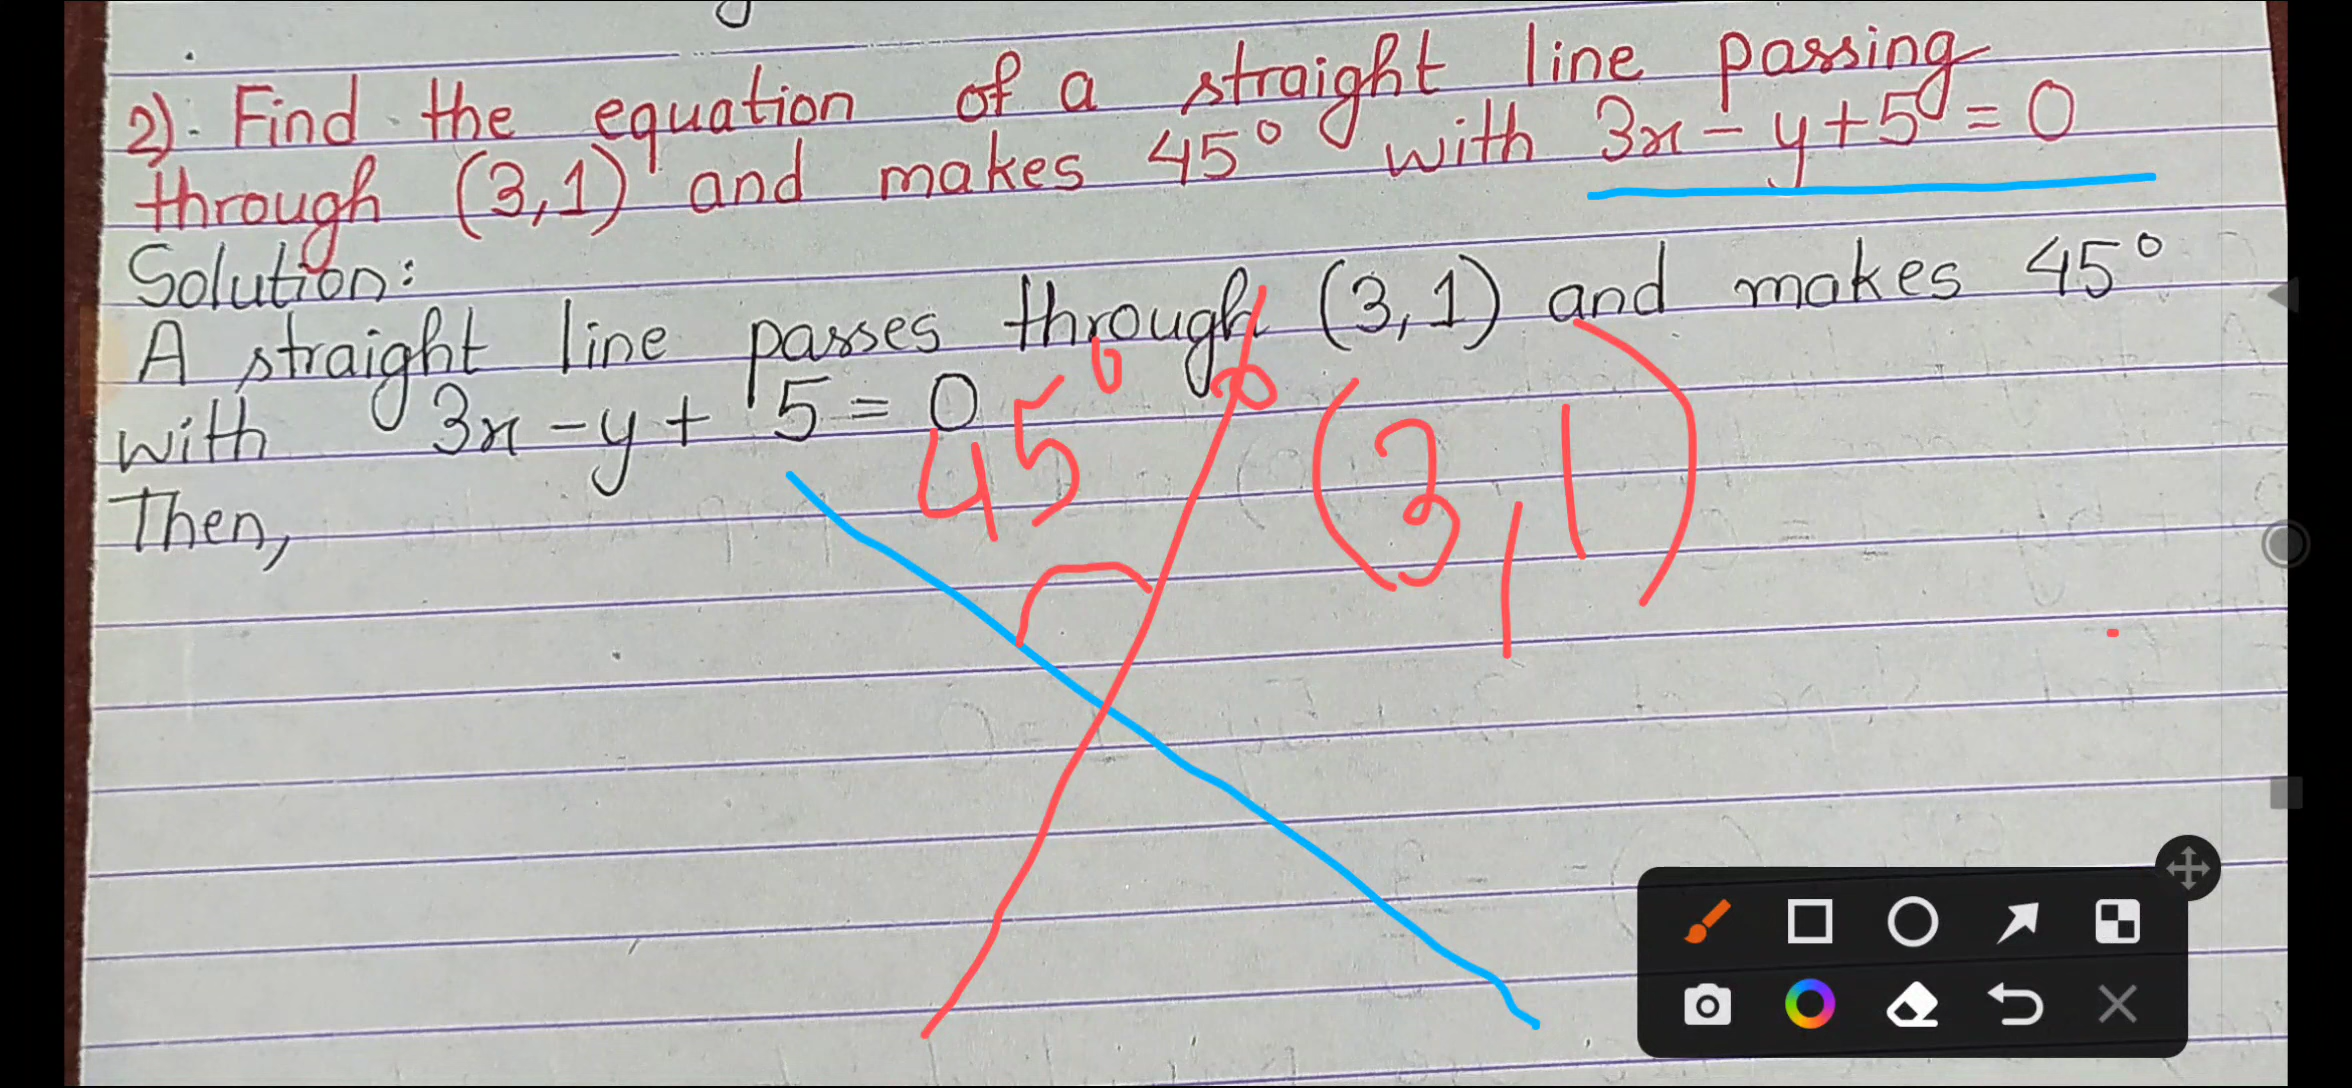 2). Find the equation of a straight line passing
through (3,1) and makes 45° with 3x - y + 5 = 0
Solution:
A straight line passes through (3,1) and makes 45°
with 3x - y + 5 = 0
Then,
45°
(3,1)